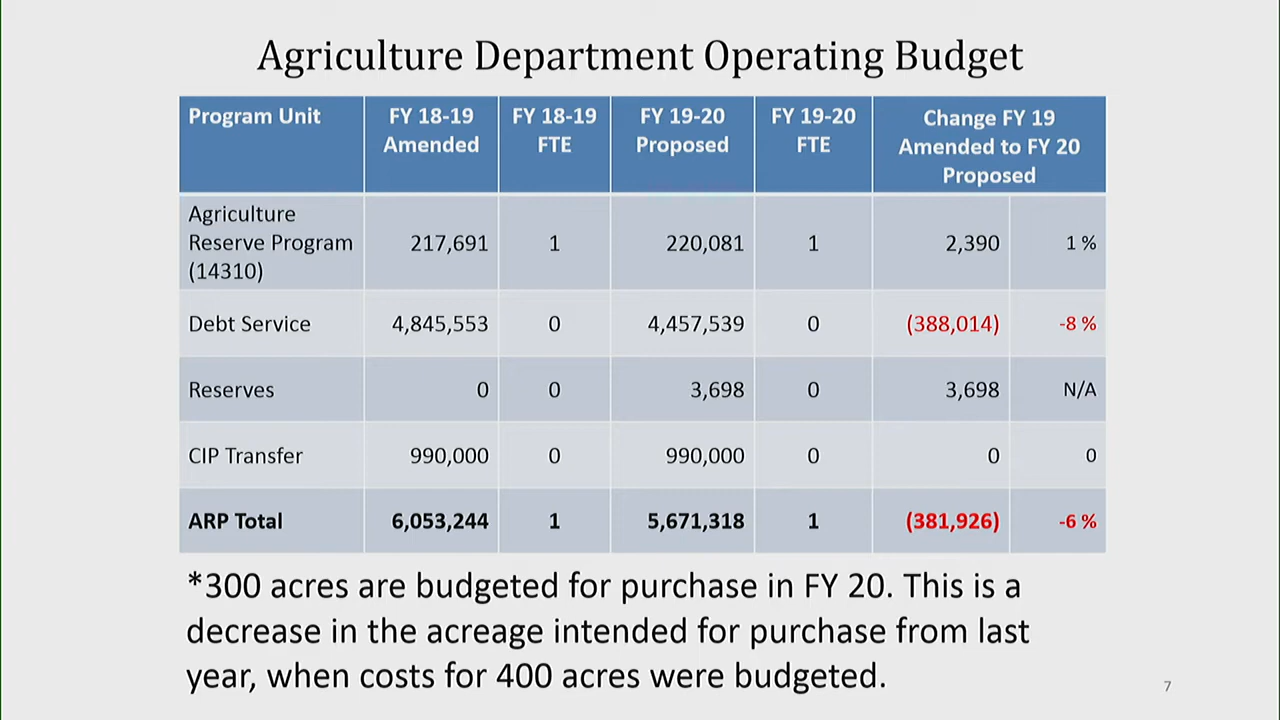 Agriculture Department Operating Budget
Program Unit FY 18-19 Amended FY 18-19 FTE FY 19-20 Proposed FY 19-20 FTE Change FY 19 Amended to FY 20 Proposed
Agriculture Reserve Program (14310) 217,691 1 220,081 1 2,390 1 %
Debt Service 4,845,553 0 4,457,539 0 (388,014) -8 %
Reserves 0 0 3,698 0 3,698 N/A
CIP Transfer 990,000 0 990,000 0 0 0
ARP Total 6,053,244 1 5,671,318 1 (381,926) -6 %
*300 acres are budgeted for purchase in FY 20. This is a
decrease in the acreage intended for purchase from last
year, when costs for 400 acres were budgeted.
7